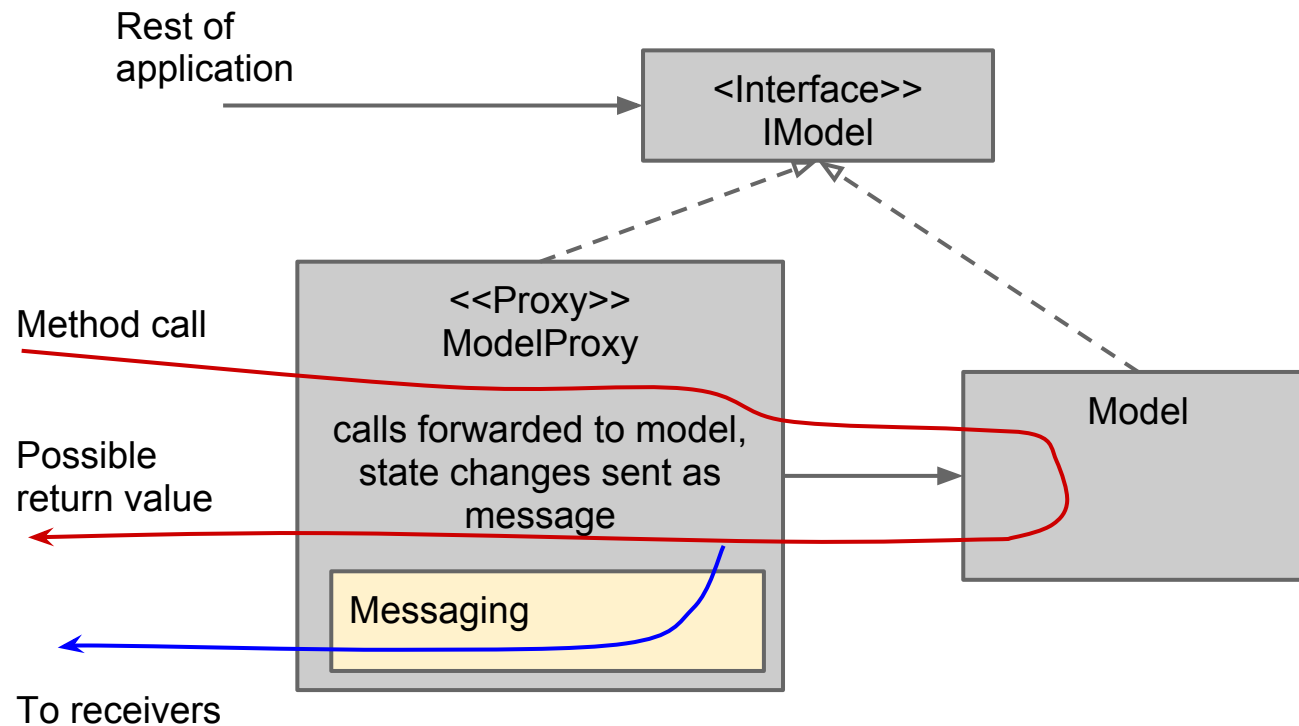 Rest of
application
<Interface>>
IModel
<<Proxy>>
ModelProxy
Method call
calls forwarded to model,
state changes sent as
message
Model
Possible
return value
Messaging
To receivers